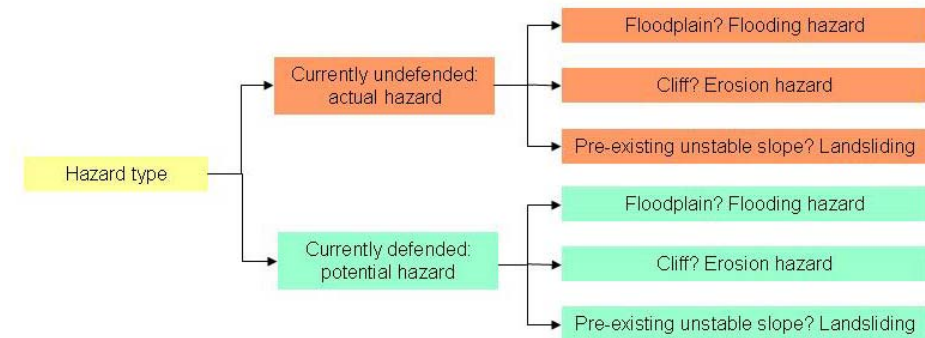 Hazard type
Currently undefended:
actual hazard
Floodplain? Flooding hazard
Cliff? Erosion hazard
Pre-existing unstable slope? Landsliding
Currently defended:
potential hazard
Floodplain? Flooding hazard
Cliff? Erosion hazard
Pre-existing unstable slope? Landsliding